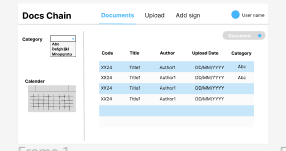 Docs Chain
Documents Upload Add sign User name
Document +
Category
Abc
Code Title Author Upload Date Category
XX24 Title1 Author1 DD/MM/YYYY Abc
XX24 Title1 Author1 DD/MM/YYYY Abc
XX24 Title1 Author1 DD/MM/YYYY
XX24 Title1 Author1 DD/MM/YYYY
Calender
Frame 1